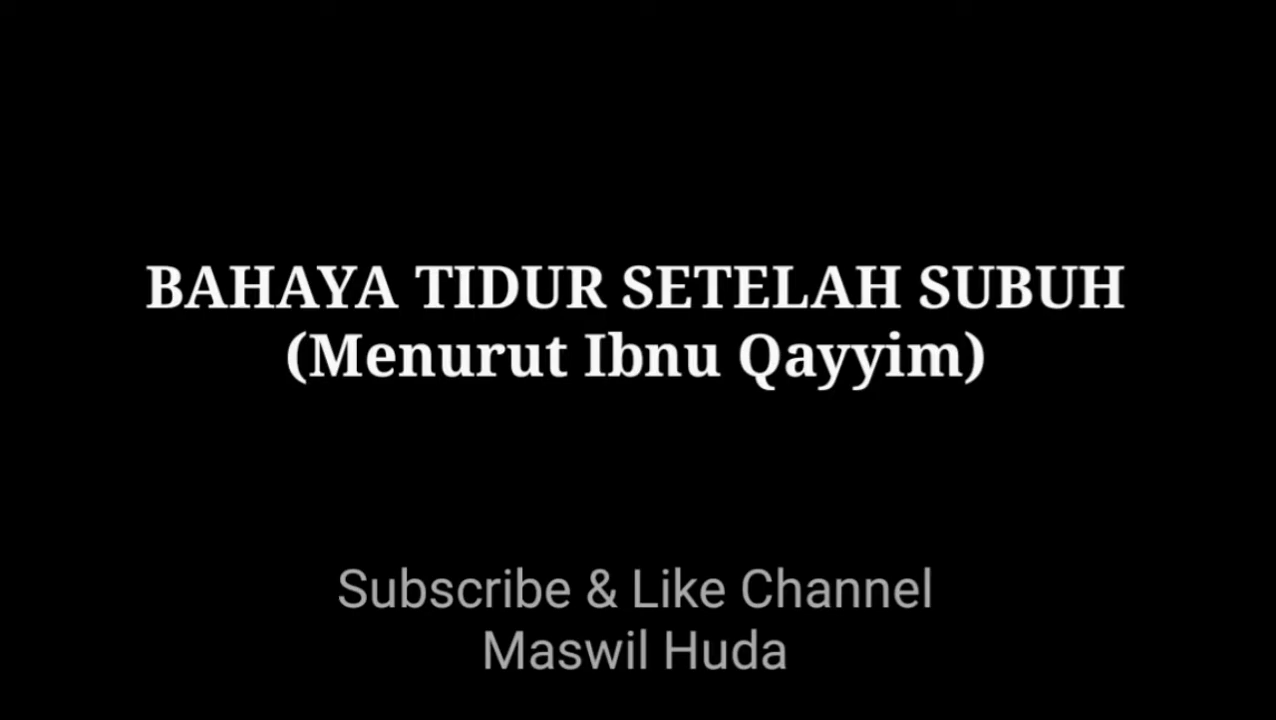 BAHAYA TIDUR SETELAH SUBUH
(Menurut Ibnu Qayyim)
Subscribe & Like Channel
Maswil Huda